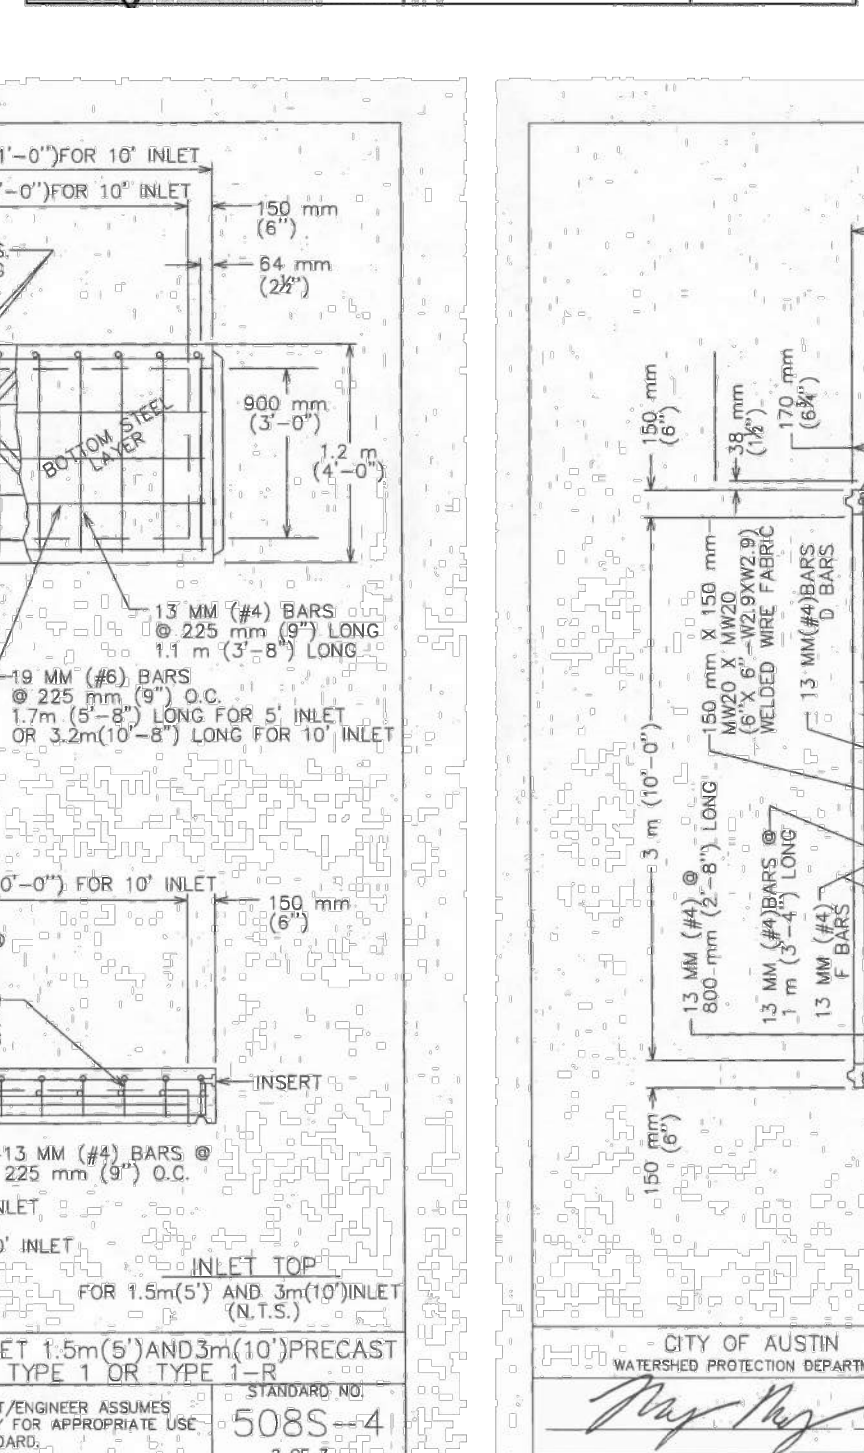 1'-0")FOR 10' INLET
'-0")FOR 10' INLET
150 mm
(6")
64 mm
(2½")
900 mm
(3'-0")
1.2 m
(4'-0")
BOTTOM STEEL
LAYER
13 MM (#4) BARS
@ 225 mm (9") LONG
1.1 m (3'-8") LONG
19 MM (#6) BARS
@ 225 mm (9") O.C.
1.7m (5'-8") LONG FOR 5' INLET
OR 3.2m(10'-8") LONG FOR 10' INLET
0'-0") FOR 10' INLET
150 mm
(6")
INSERT
13 MM (#4) BARS @
225 mm (9") O.C.
NLET
0' INLET
INLET TOP
FOR 1.5m(5') AND 3m(10')INLET
(N.T.S.)
ET 1.5m(5')AND3m(10')PRECAST
TYPE 1 OR TYPE 1-R
T/ENGINEER ASSUMES
Y FOR APPROPRIATE USE
DARD.
STANDARD NO.
508S-4
150 mm
(6")
38 mm
(1½")
170 mm
(6¾")
150 mm X 150 mm
MW20 X MW20
(6"X 6"-W2.9XW2.9)
WELDED WIRE FABRIC
13 MM(#4)BARS
D BARS
3 m (10'-0")
13 MM (#4) @
800 mm (2'-8") LONG
13 MM (#4)BARS @
1 m (3'-4") LONG
13 MM (#4)
F BARS
150 mm
(6")
CITY OF AUSTIN
WATERSHED PROTECTION DEPARTM